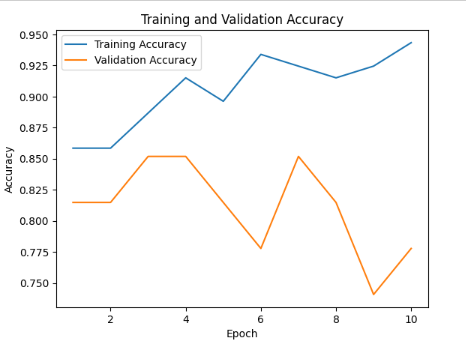 Training and Validation Accuracy
Training Accuracy
Validation Accuracy
0.950
0.925
0.900
0.875
0.850
0.825
0.800
0.775
0.750
Accuracy
2 4 6 8 10
Epoch